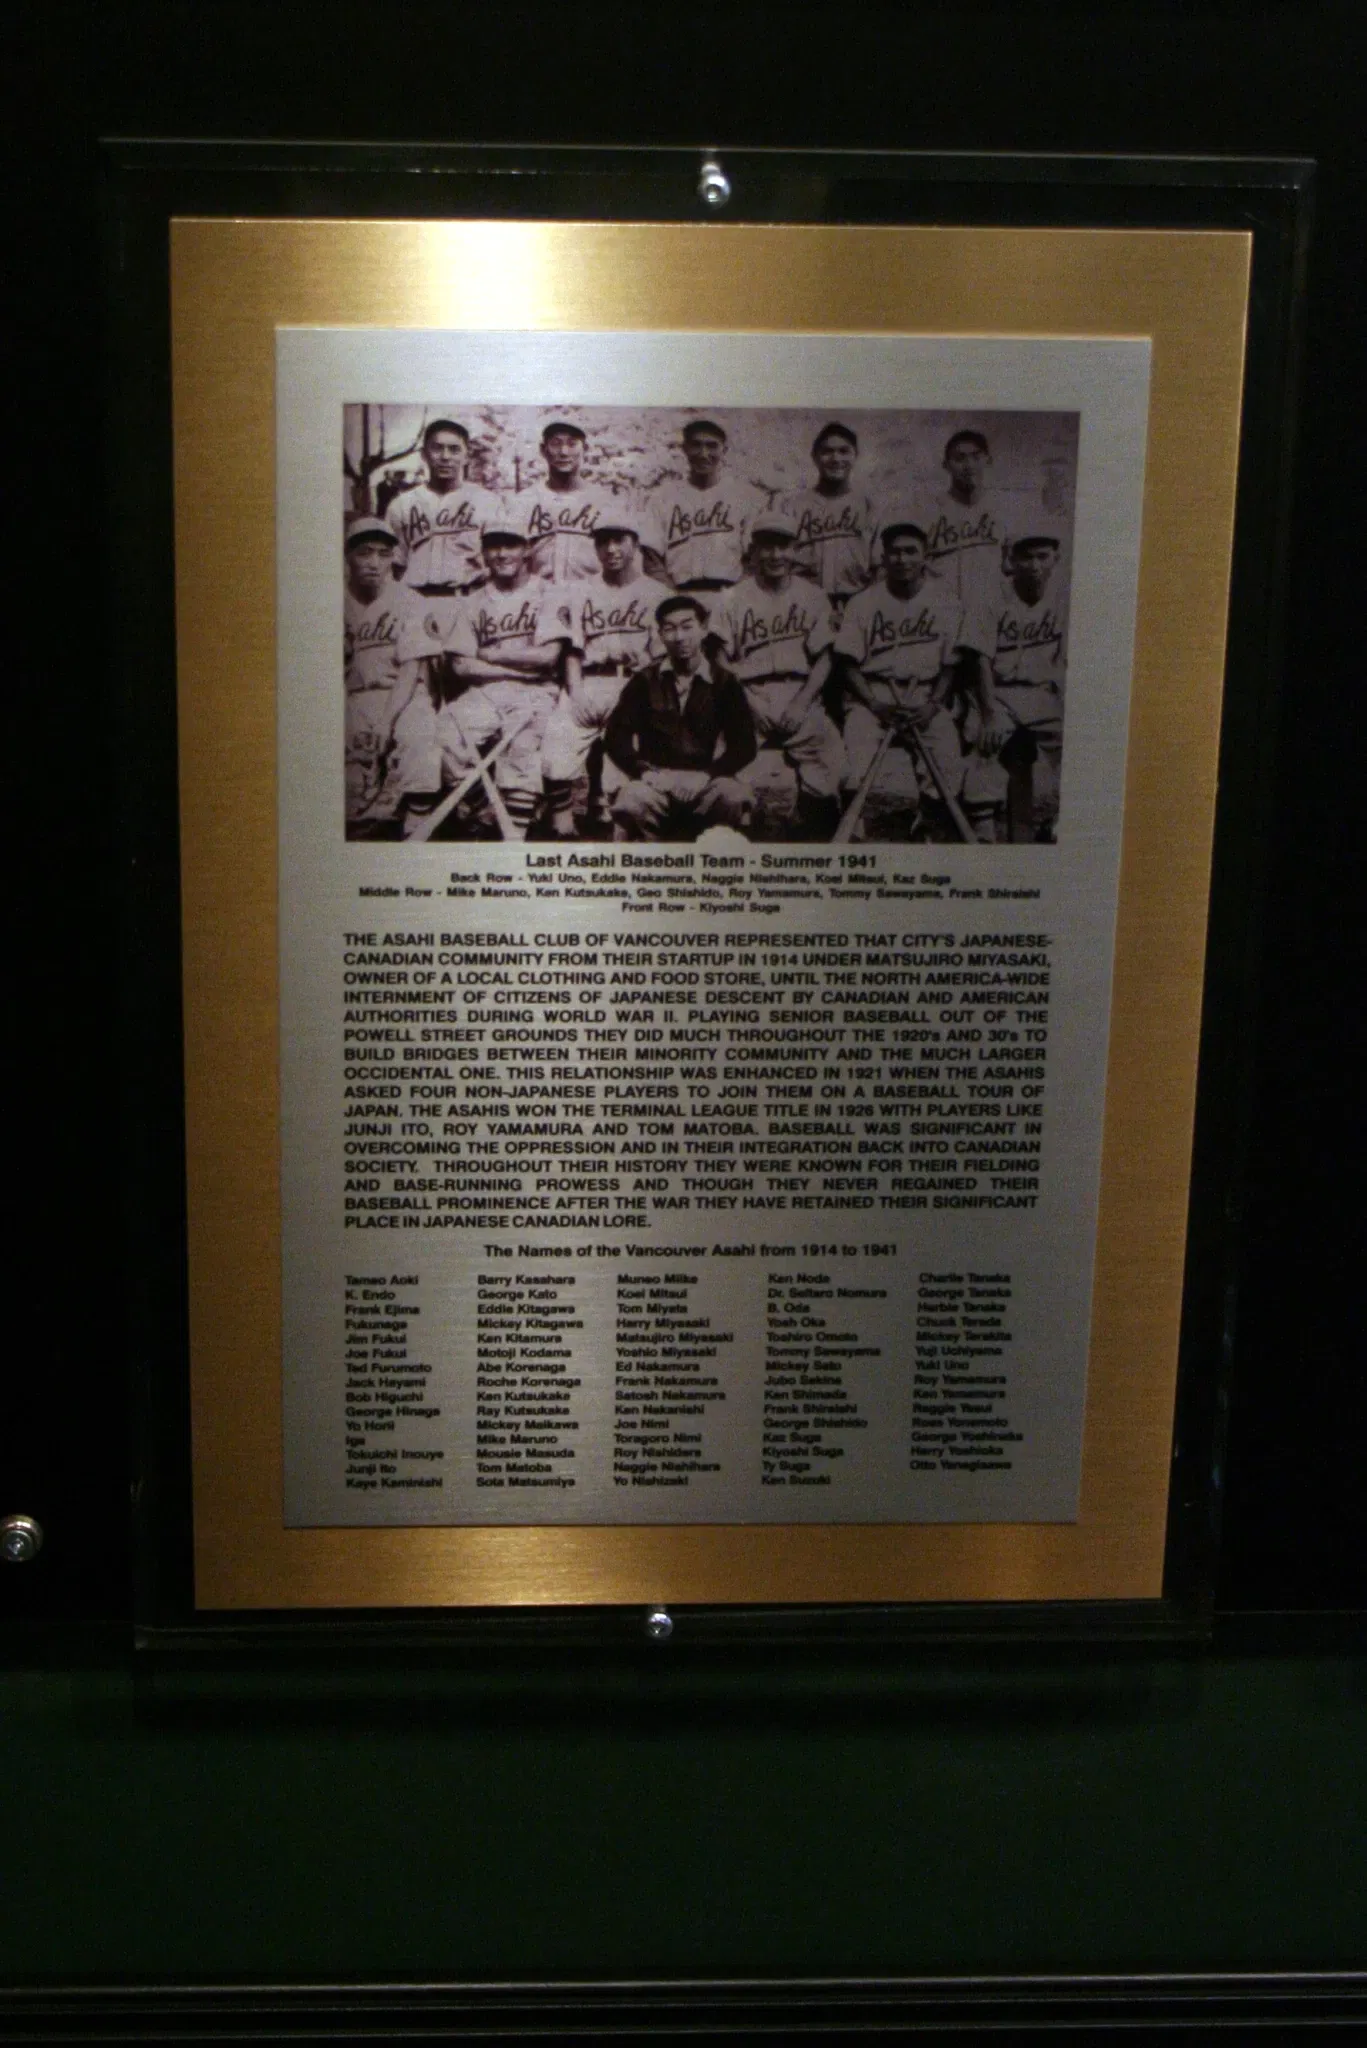 Asahi Asahi Asahi Asahi Asahi
Asahi Asahi Asahi Asahi Asahi Asahi
Last Asahi Baseball Team - Summer 1941
Back Row - Yuki Uno, Eddie Nakamura, Naggie Nishihara, Koei Mitsui, Kaz Suga
Middle Row - Mike Maruno, Ken Kutsukake, Geo Shishido, Roy Yamamura, Tommy Sawayama, Frank Shiraishi
Front Row - Kiyoshi Suga
THE ASAHI BASEBALL CLUB OF VANCOUVER REPRESENTED THAT CITY'S JAPANESE-
CANADIAN COMMUNITY FROM THEIR STARTUP IN 1914 UNDER MATSUJIRO MIYASAKI,
OWNER OF A LOCAL CLOTHING AND FOOD STORE, UNTIL THE NORTH AMERICA-WIDE
INTERNMENT OF CITIZENS OF JAPANESE DESCENT BY CANADIAN AND AMERICAN
AUTHORITIES DURING WORLD WAR II. PLAYING SENIOR BASEBALL OUT OF THE
POWELL STREET GROUNDS THEY DID MUCH THROUGHOUT THE 1920's AND 30's TO
BUILD BRIDGES BETWEEN THEIR MINORITY COMMUNITY AND THE MUCH LARGER
OCCIDENTAL ONE. THIS RELATIONSHIP WAS ENHANCED IN 1921 WHEN THE ASAHIS
ASKED FOUR NON-JAPANESE PLAYERS TO JOIN THEM ON A BASEBALL TOUR OF
JAPAN. THE ASAHIS WON THE TERMINAL LEAGUE TITLE IN 1926 WITH PLAYERS LIKE
JUNJI ITO, ROY YAMAMURA AND TOM MATOBA. BASEBALL WAS SIGNIFICANT IN
OVERCOMING THE OPPRESSION AND IN THEIR INTEGRATION BACK INTO CANADIAN
SOCIETY. THROUGHOUT THEIR HISTORY THEY WERE KNOWN FOR THEIR FIELDING
AND BASE-RUNNING PROWESS AND THOUGH THEY NEVER REGAINED THEIR
BASEBALL PROMINENCE AFTER THE WAR THEY HAVE RETAINED THEIR SIGNIFICANT
PLACE IN JAPANESE CANADIAN LORE.
The Names of the Vancouver Asahi from 1914 to 1941
Tameo Aoki
K. Endo
Frank Ejima
Fukunaga
Jim Fukui
Joe Fukui
Tad Furumoto
Jack Hayami
Bob Higuchi
George Hinaga
Yo Horii
Iga
Tokuichi Inouye
Junji Ito
Kaye Kaminishi
Barry Kasahara
George Kato
Eddie Kitagawa
Mickey Kitagawa
Ken Kitamura
Motoji Kodama
Abe Korenaga
Roche Korenaga
Ken Kutsukake
Ray Kutsukake
Mickey Maikawa
Mike Maruno
Mousie Masuda
Tom Matoba
Sota Matsumiya
Muneo Miike
Koei Mitsui
Tom Miyata
Harry Miyasaki
Matsujiro Miyasaki
Yoshio Miyasaki
Ed Nakamura
Frank Nakamura
Satosh Nakamura
Ken Nakanishi
Joe Nimi
Toragoro Nimi
Roy Nishidera
Naggie Nishihara
Yo Nishizaki
Ken Noda
Dr. Seitaro Nomura
B. Oda
Yosh Oka
Toshiro Omoto
Tommy Sawayama
Mickey Sato
Jubo Sekine
Ken Shimada
Frank Shiraishi
George Shishido
Kaz Suga
Kiyoshi Suga
Ty Suga
Ken Suzuki
Charlie Tanaka
George Tanaka
Herbie Tanaka
Chuck Terada
Mickey Terakita
Yuji Uchiyama
Yuki Uno
Roy Yamamura
Ken Yamamura
Reggie Yasui
Ross Yonemoto
George Yoshinaka
Harry Yoshioka
Otto Yanagisawa